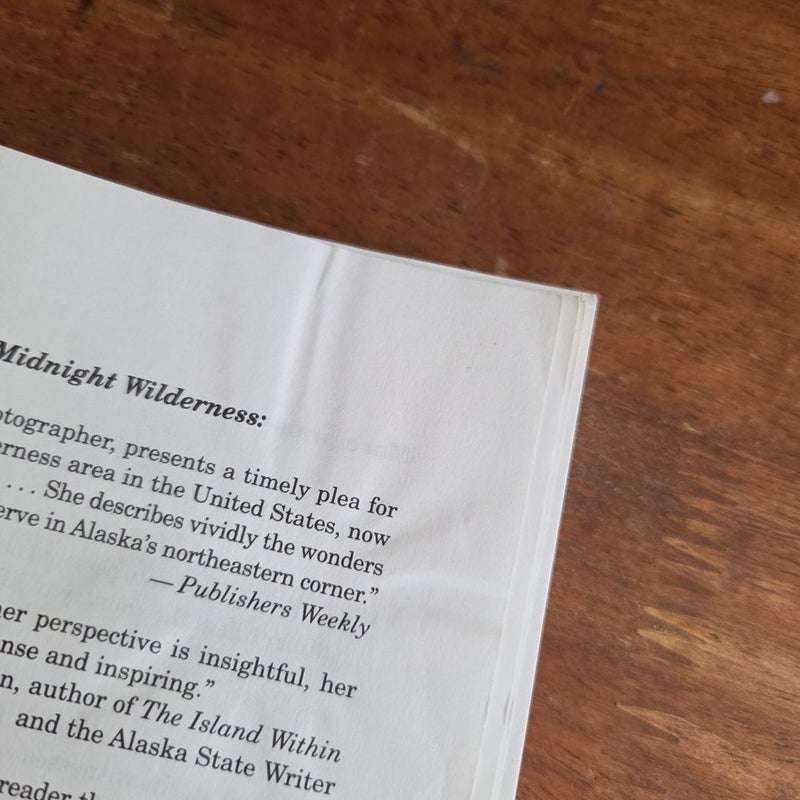 Midnight Wilderness:
otographer, presents a timely plea for
erness area in the United States, now
... She describes vividly the wonders
erve in Alaska's northeastern corner."
—Publishers Weekly
her perspective is insightful, her
nse and inspiring."
n, author of The Island Within
and the Alaska State Writer
reader th